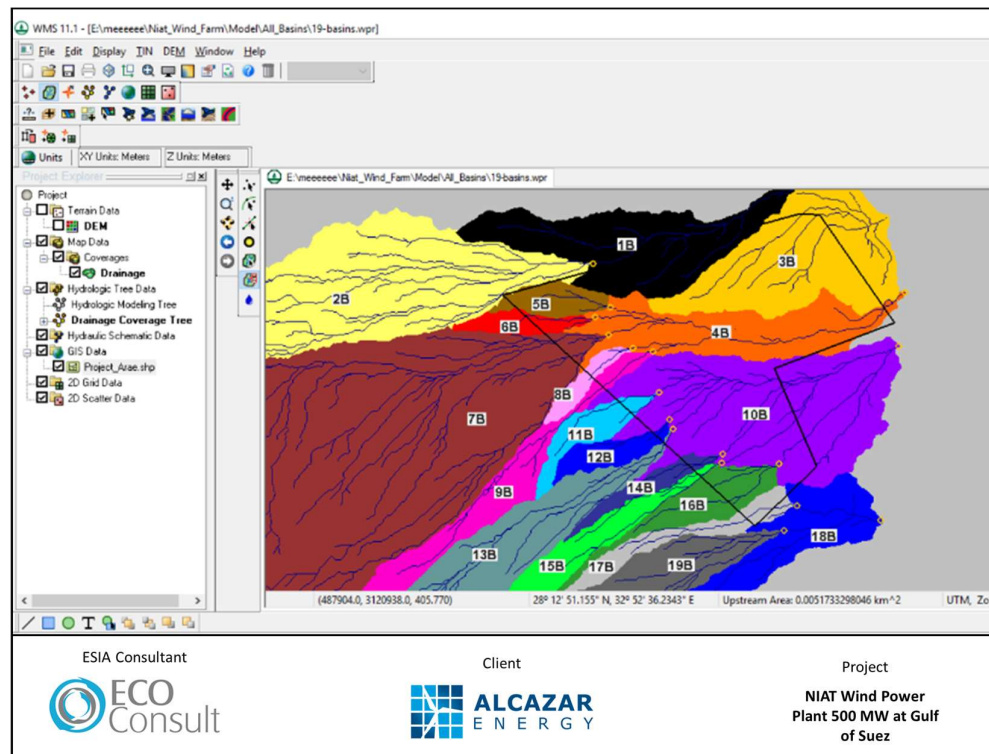 WMS 11.1 - [E:\meeeeee\Niat_Wind_Farm\Model\All_Basins\19-basins.wpr]
File Edit Display TIN DEM Window Help
Units XY Units: Meters Z Units: Meters
Project Explorer
E:\meeeeee\Niat_Wind_Farm\Model\All_Basins\19-basins.wpr
Project
Terrain Data
DEM
Map Data
Coverages
Drainage
Hydrologic Tree Data
Hydrologic Modeling Tree
Drainage Coverage Tree
Hydraulic Schematic Data
GIS Data
Project_Arae.shp
2D Grid Data
2D Scatter Data
1B
3B
2B
5B
6B
4B
8B
7B
10B
11B
12B
9B
14B
16B
13B
15B
17B
19B
18B
(487904.0, 3120938.0, 405.770) 28° 12' 51.155" N, 32° 52' 36.2343" E Upstream Area: 0.0051733298046 km^2 UTM, Zo
T
ESIA Consultant
ECO
Consult
Client
ALCAZAR
ENERGY
Project
NIAT Wind Power
Plant 500 MW at Gulf
of Suez